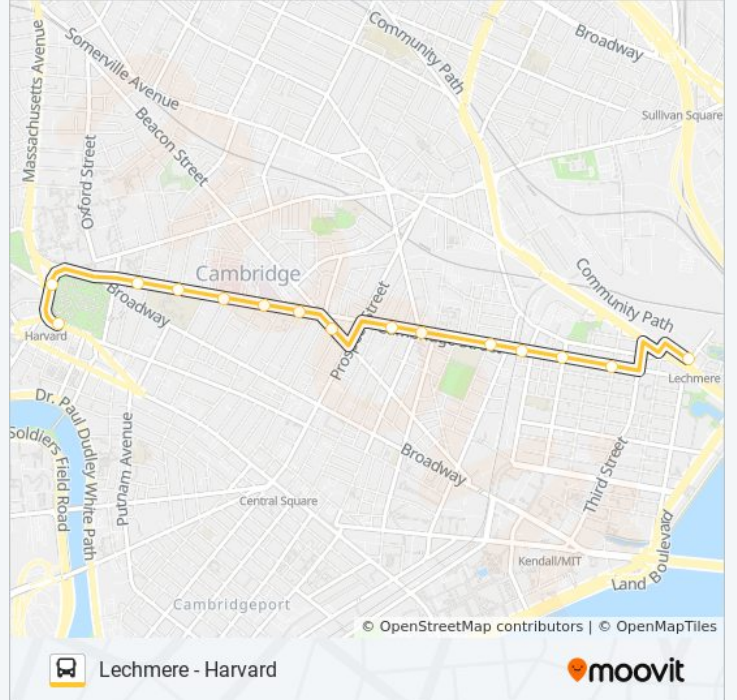 Community Path
Broadway
Massachusetts Avenue
Somerville Avenue
Sullivan Square
Beacon Street
Oxford Street
Cambridge
Community Path
Broadway
Street
Harvard
Lechmere
Dr. Paul Dudley White Path
Soldiers Field Road
Putnam Avenue
Broadway
Third Street
Central Square
Kendall/MIT
Land Boulevard
Cambridgeport
© OpenStreetMap contributors | © OpenMapTiles
Lechmere - Harvard
moovit